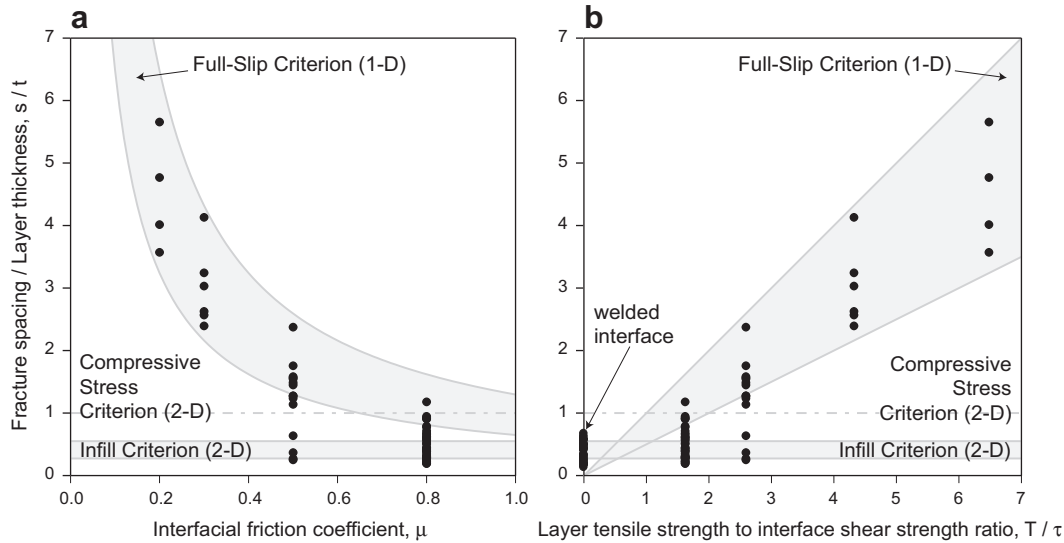 a
7
6
5
4
3
2
1
0
Fracture spacing / Layer thickness, s / t
Full-Slip Criterion (1-D)
Compressive
Stress
Criterion (2-D)
Infill Criterion (2-D)
0.0 0.2 0.4 0.6 0.8 1.0
Interfacial friction coefficient, μ
b
7
6
5
4
3
2
1
0
Full-Slip Criterion (1-D)
welded
interface
Compressive
Stress
Criterion (2-D)
Infill Criterion (2-D)
0 1 2 3 4 5 6 7
Layer tensile strength to interface shear strength ratio, T / τ